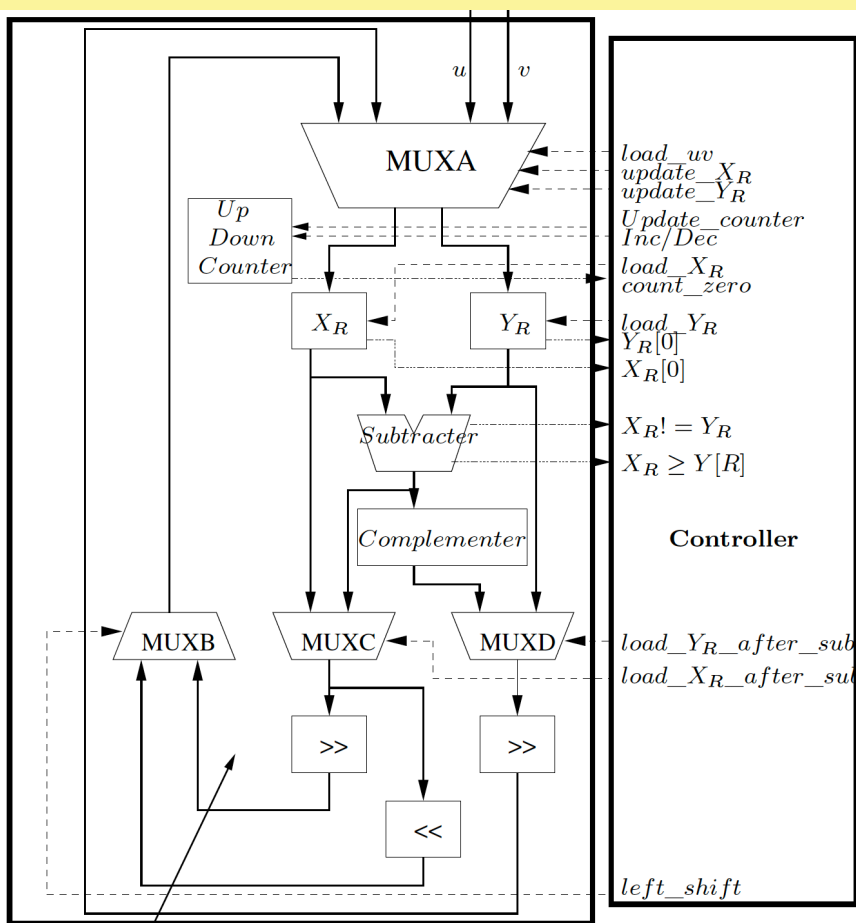 u v
MUXA
load_uv
update_X_R
update_Y_R
Up
Down
Counter
Update_counter
Inc/Dec
load_X_R
count_zero
X_R
Y_R
load_Y_R
Y_R[0]
X_R[0]
Subtracter
X_R! = Y_R
X_R ≥ Y[R]
Complementer
Controller
MUXB
MUXC
MUXD
load_Y_R_after_sub
load_X_R_after_sub
>>
>>
<<
left_shift